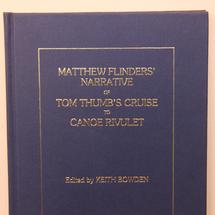 MATTHEW FLINDERS'
NARRATIVE
OF
TOM THUMB'S CRUISE
TO
CANOE RIVULET
Edited by KEITH BOWDEN